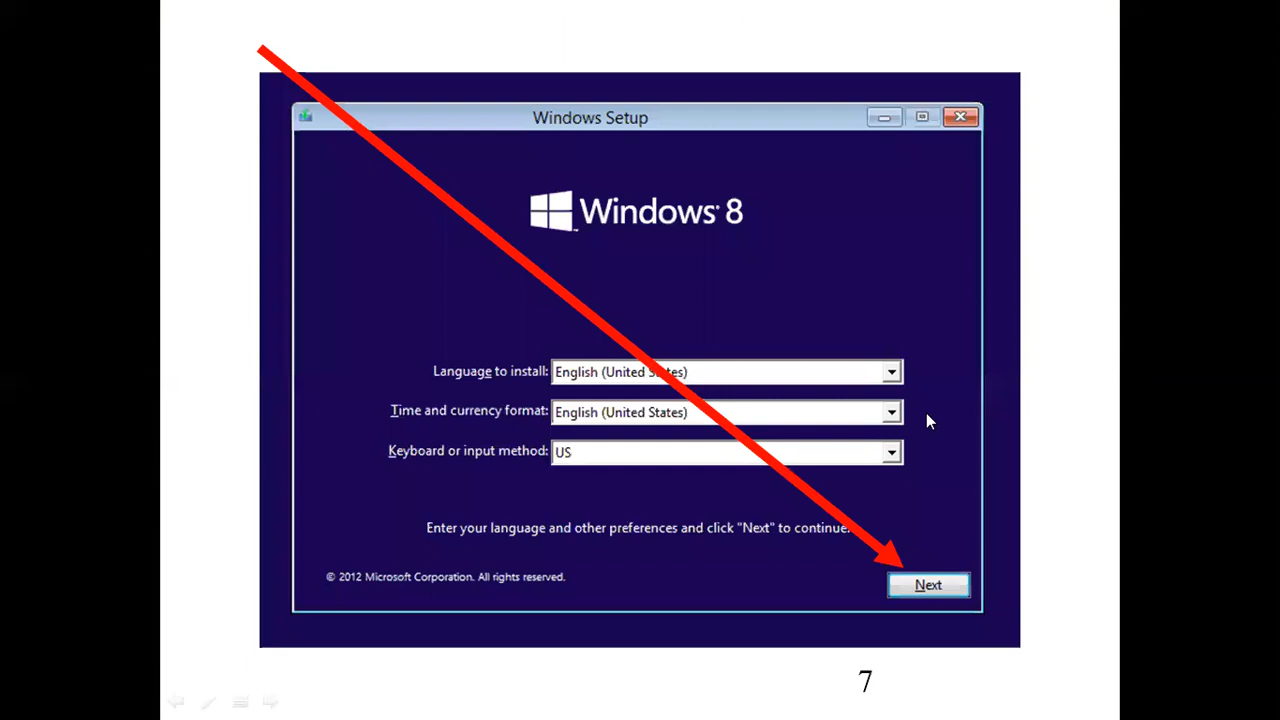 Windows Setup
Windows 8
Language to install: English (United States)
Time and currency format: English (United States)
Keyboard or input method: US
Enter your language and other preferences and click "Next" to continue.
© 2012 Microsoft Corporation. All rights reserved.
Next
7